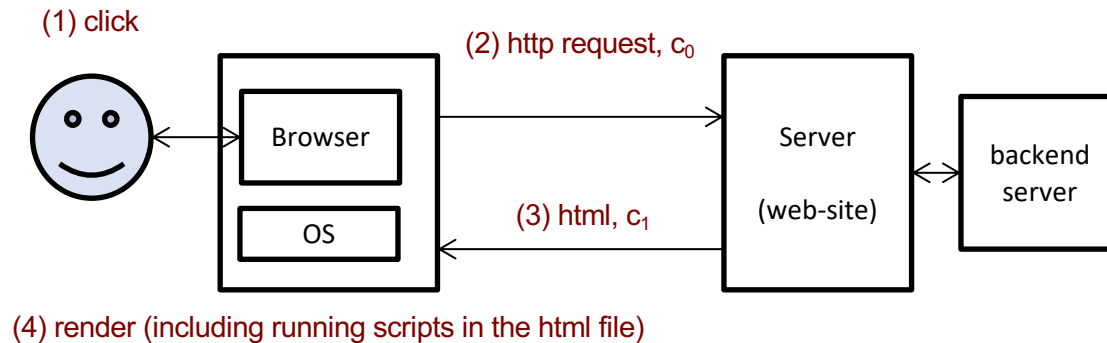 (1) click
(2) http request, c₀
Browser
OS
Server
(web-site)
backend
server
(3) html, c₁
(4) render (including running scripts in the html file)